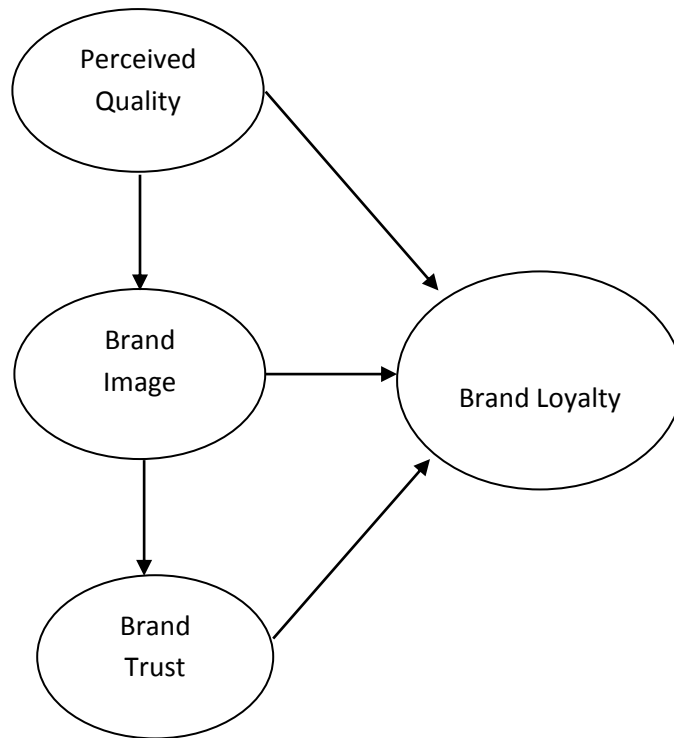 Perceived
Quality
Brand
Image
Brand Loyalty
Brand
Trust